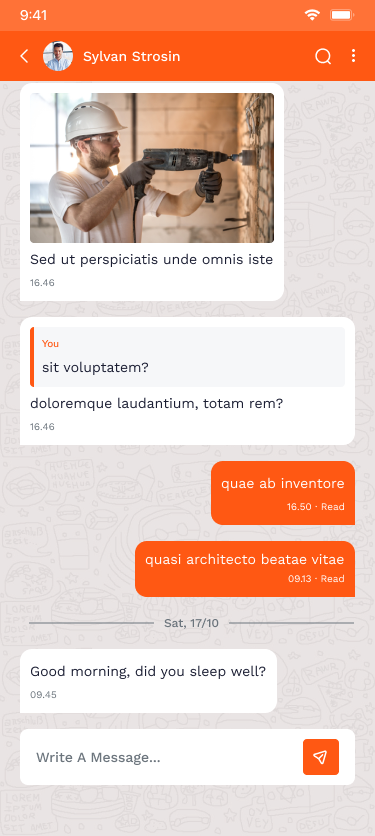 9:41
Sylvan Strosin
Sed ut perspiciatis unde omnis iste
16.46
You
sit voluptatem?
doloremque laudantium, totam rem?
16.46
quae ab inventore
16.50 · Read
quasi architecto beatae vitae
09.13 · Read
Sat, 17/10
Good morning, did you sleep well?
09.45
Write A Message...